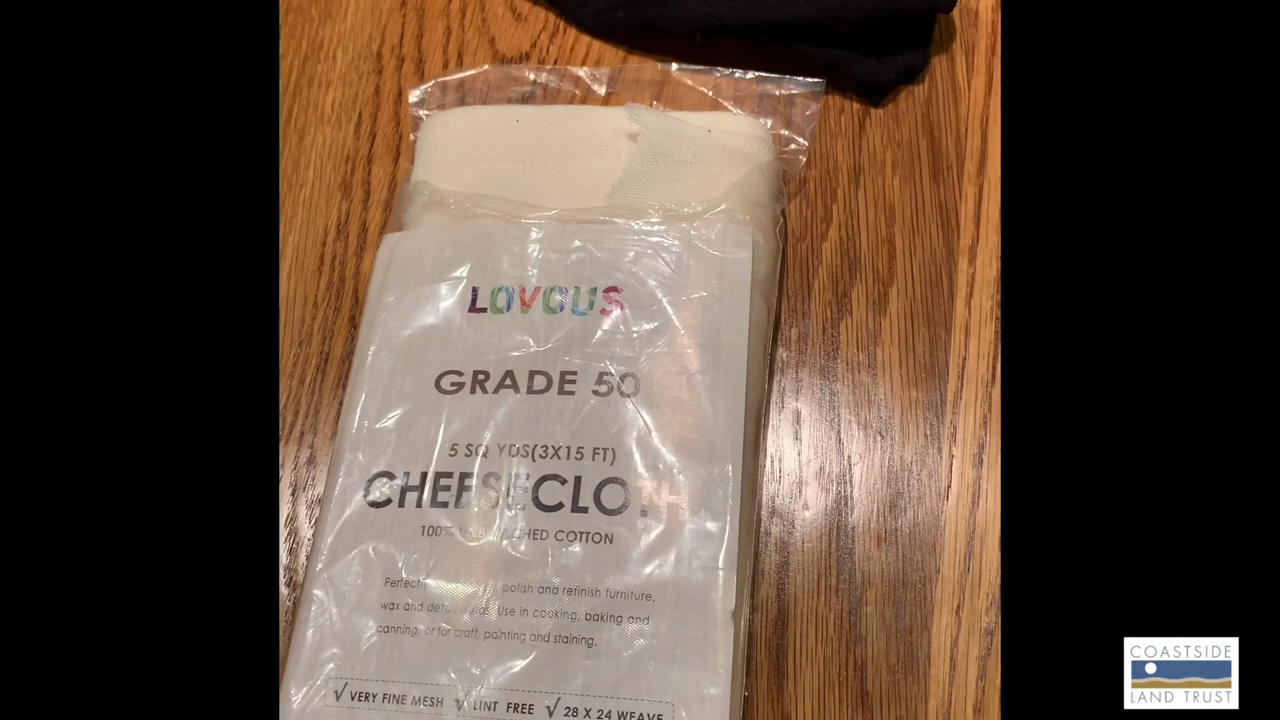 LOVOUS
GRADE 50
5 SQ YDS(3X15 FT)
CHEESECLOTH
100% COTTON
polish and refinish furniture,
wax and Use in cooking, baking and
canning, or for craft, painting and staining.
√ VERY FINE MESH √ LINT FREE √ 28 X 24 WEAVE
COASTSIDE
LAND TRUST